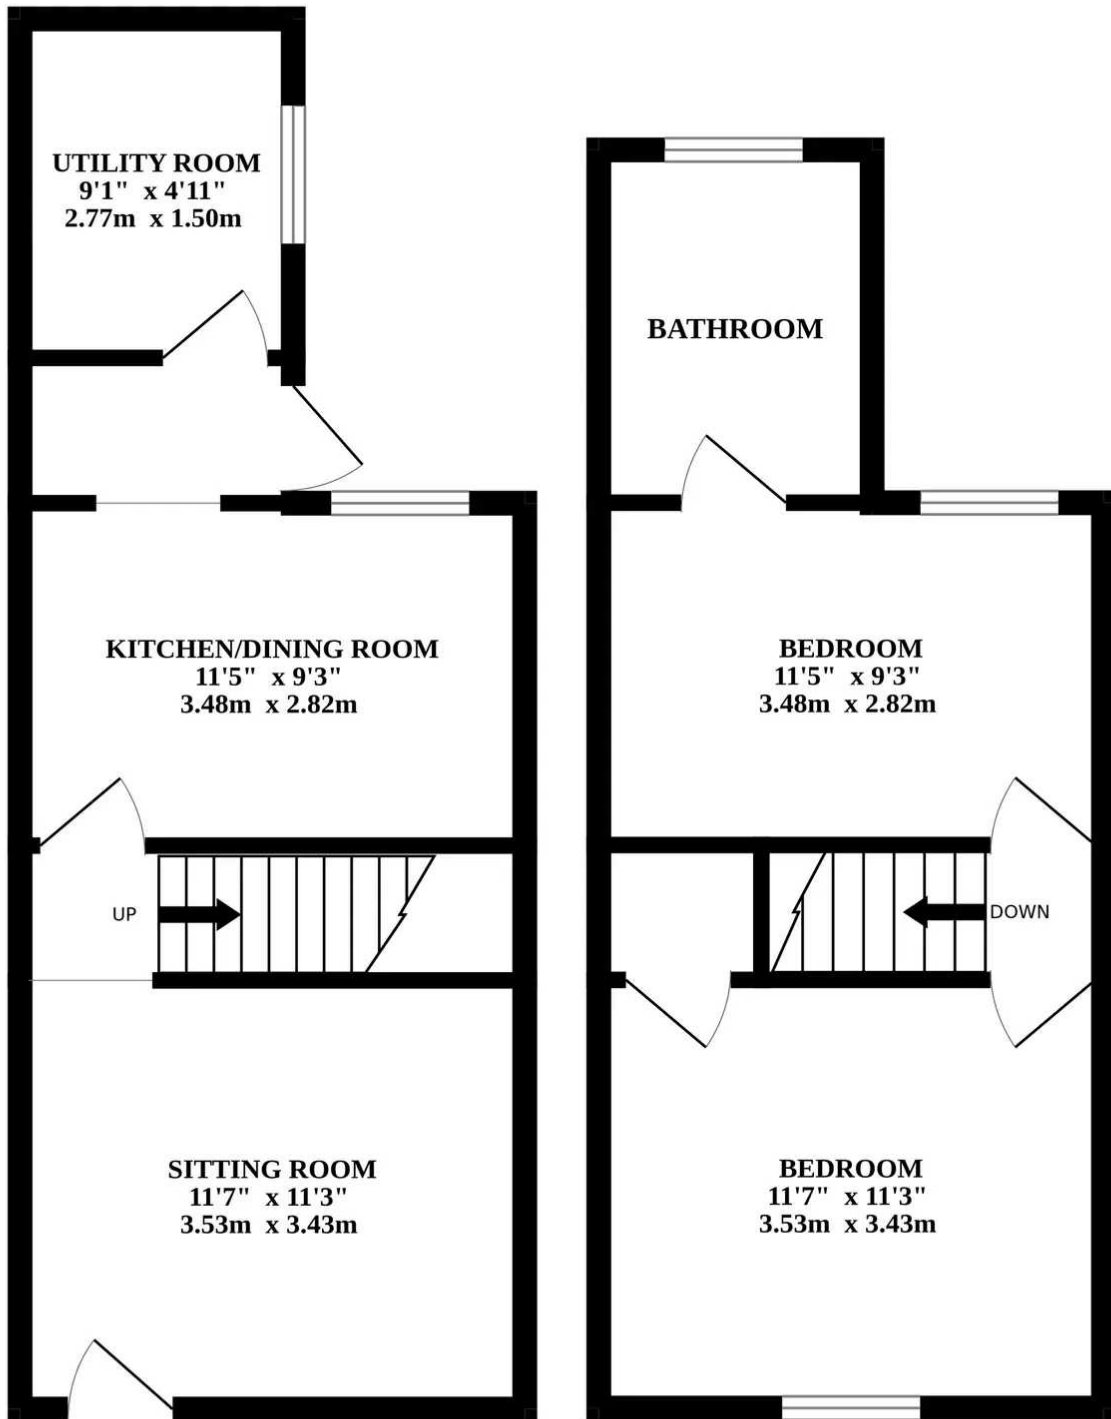 UTILITY ROOM
9'1" x 4'11"
2.77m x 1.50m
KITCHEN/DINING ROOM
11'5" x 9'3"
3.48m x 2.82m
UP
SITTING ROOM
11'7" x 11'3"
3.53m x 3.43m
BATHROOM
BEDROOM
11'5" x 9'3"
3.48m x 2.82m
DOWN
BEDROOM
11'7" x 11'3"
3.53m x 3.43m